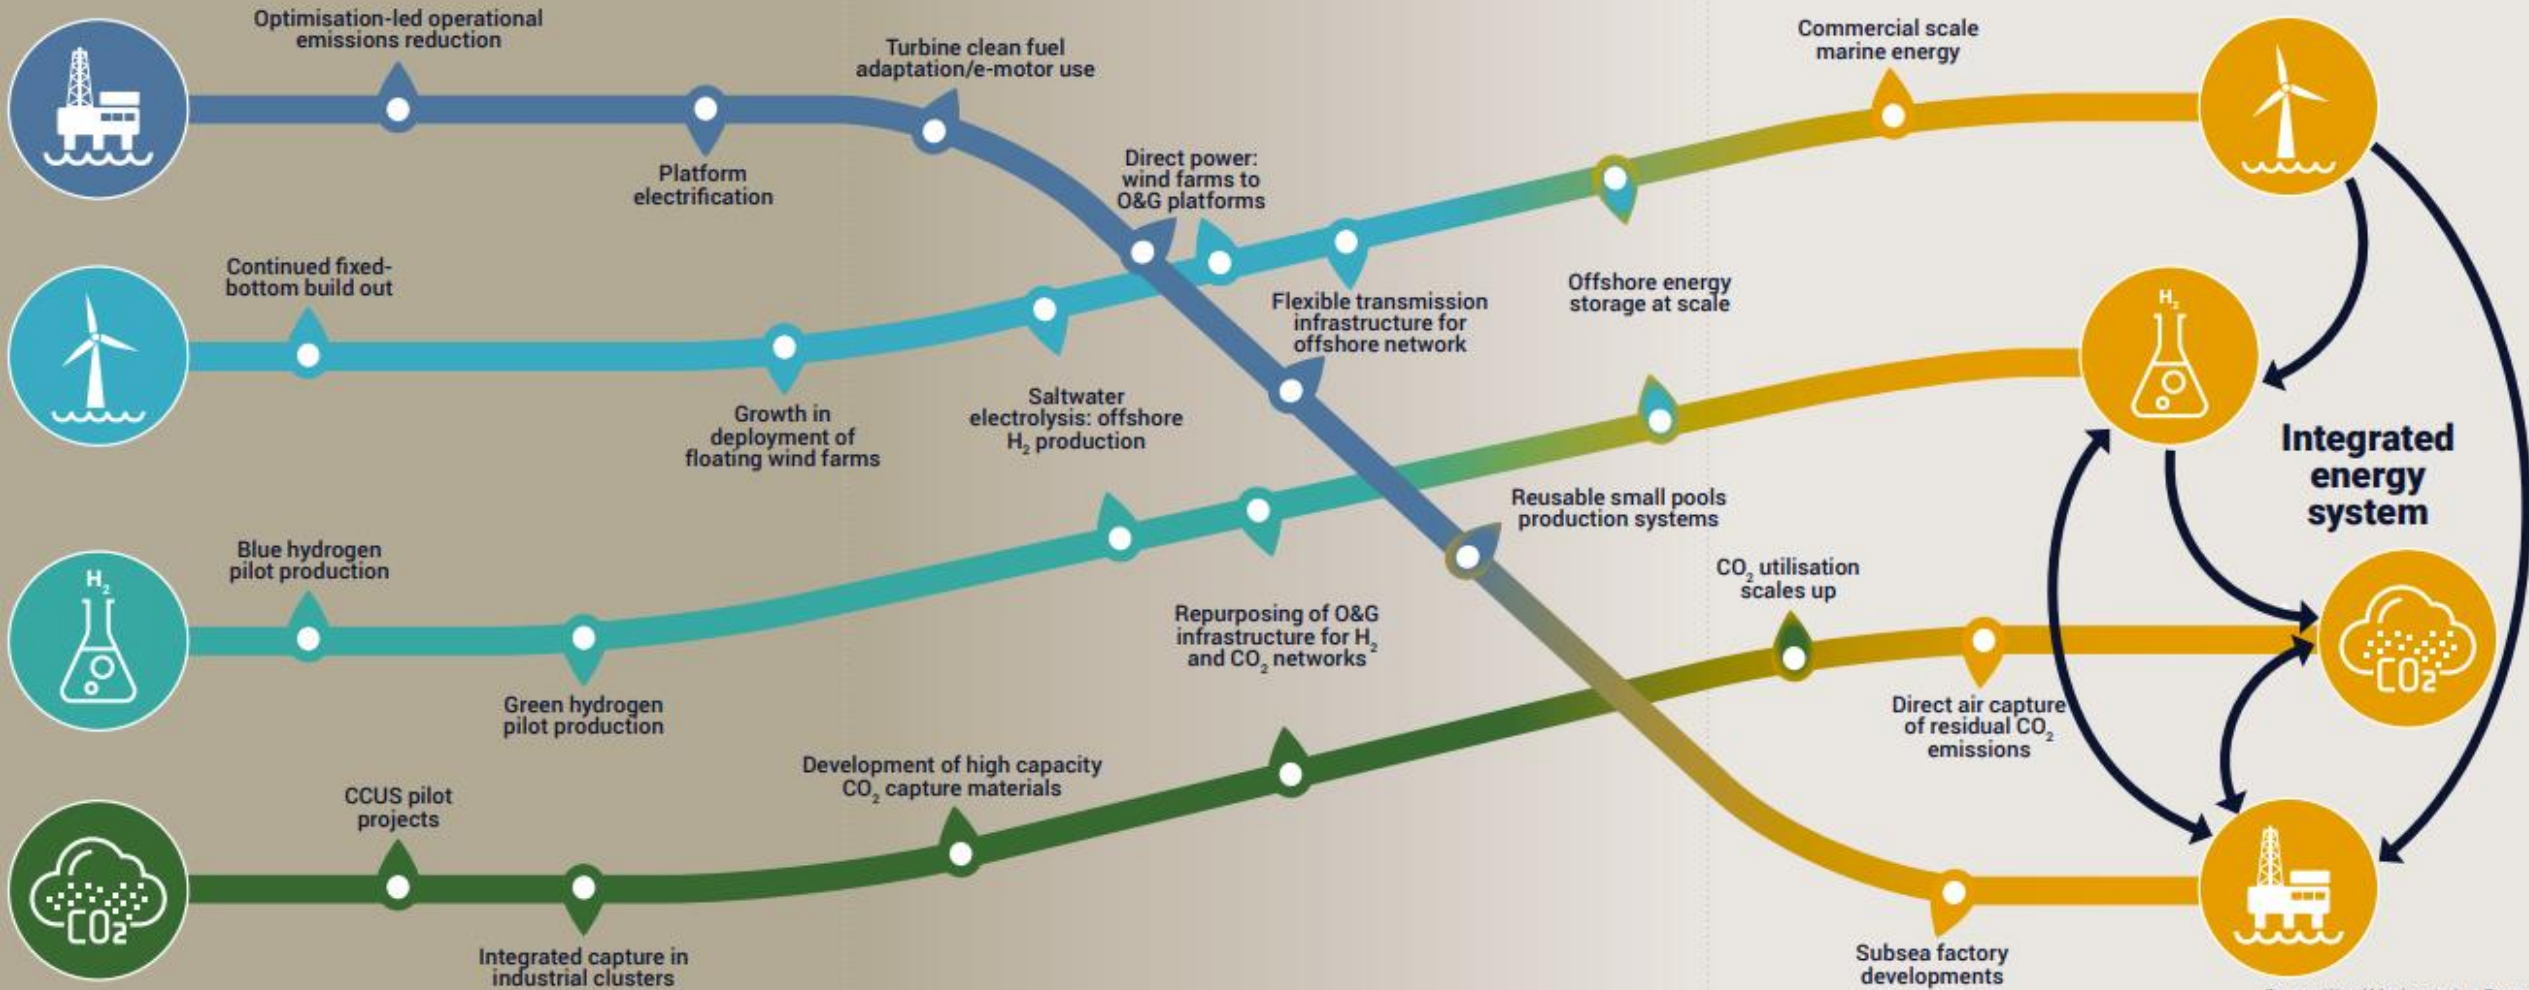 Optimisation-led operational
emissions reduction
Turbine clean fuel
adaptation/e-motor use
Commercial scale
marine energy
Platform
electrification
Direct power:
wind farms to
O&G platforms
Continued fixed-
bottom build out
Flexible transmission
infrastructure for
offshore network
Offshore energy
storage at scale
H₂
Growth in
deployment of
floating wind farms
Saltwater
electrolysis: offshore
H₂ production
Integrated
energy
system
Reusable small pools
production systems
Blue hydrogen
pilot production
H₂
CO₂ utilisation
scales up
Repurposing of O&G
infrastructure for H₂
and CO₂ networks
CO₂
Green hydrogen
pilot production
Direct air capture
of residual CO₂
emissions
Development of high capacity
CO₂ capture materials
CCUS pilot
projects
CO₂
Integrated capture in
industrial clusters
Subsea factory
developments